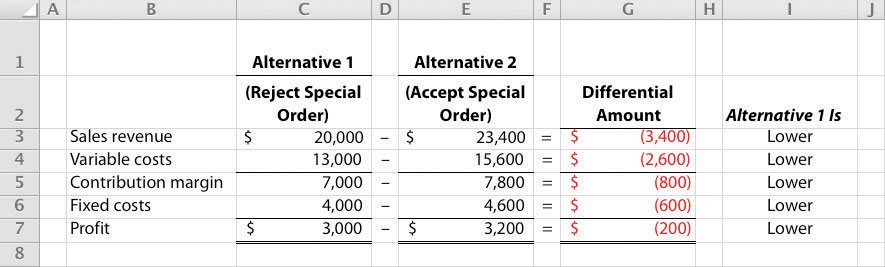 A B C D E F G H I J
1 Alternative 1 Alternative 2
(Reject Special (Accept Special Differential
2 Order) Order) Amount Alternative 1 Is
3 Sales revenue $ 20,000 – $ 23,400 = $ (3,400) Lower
4 Variable costs 13,000 – 15,600 = $ (2,600) Lower
5 Contribution margin 7,000 – 7,800 = $ (800) Lower
6 Fixed costs 4,000 – 4,600 = $ (600) Lower
7 Profit $ 3,000 – $ 3,200 = $ (200) Lower
8